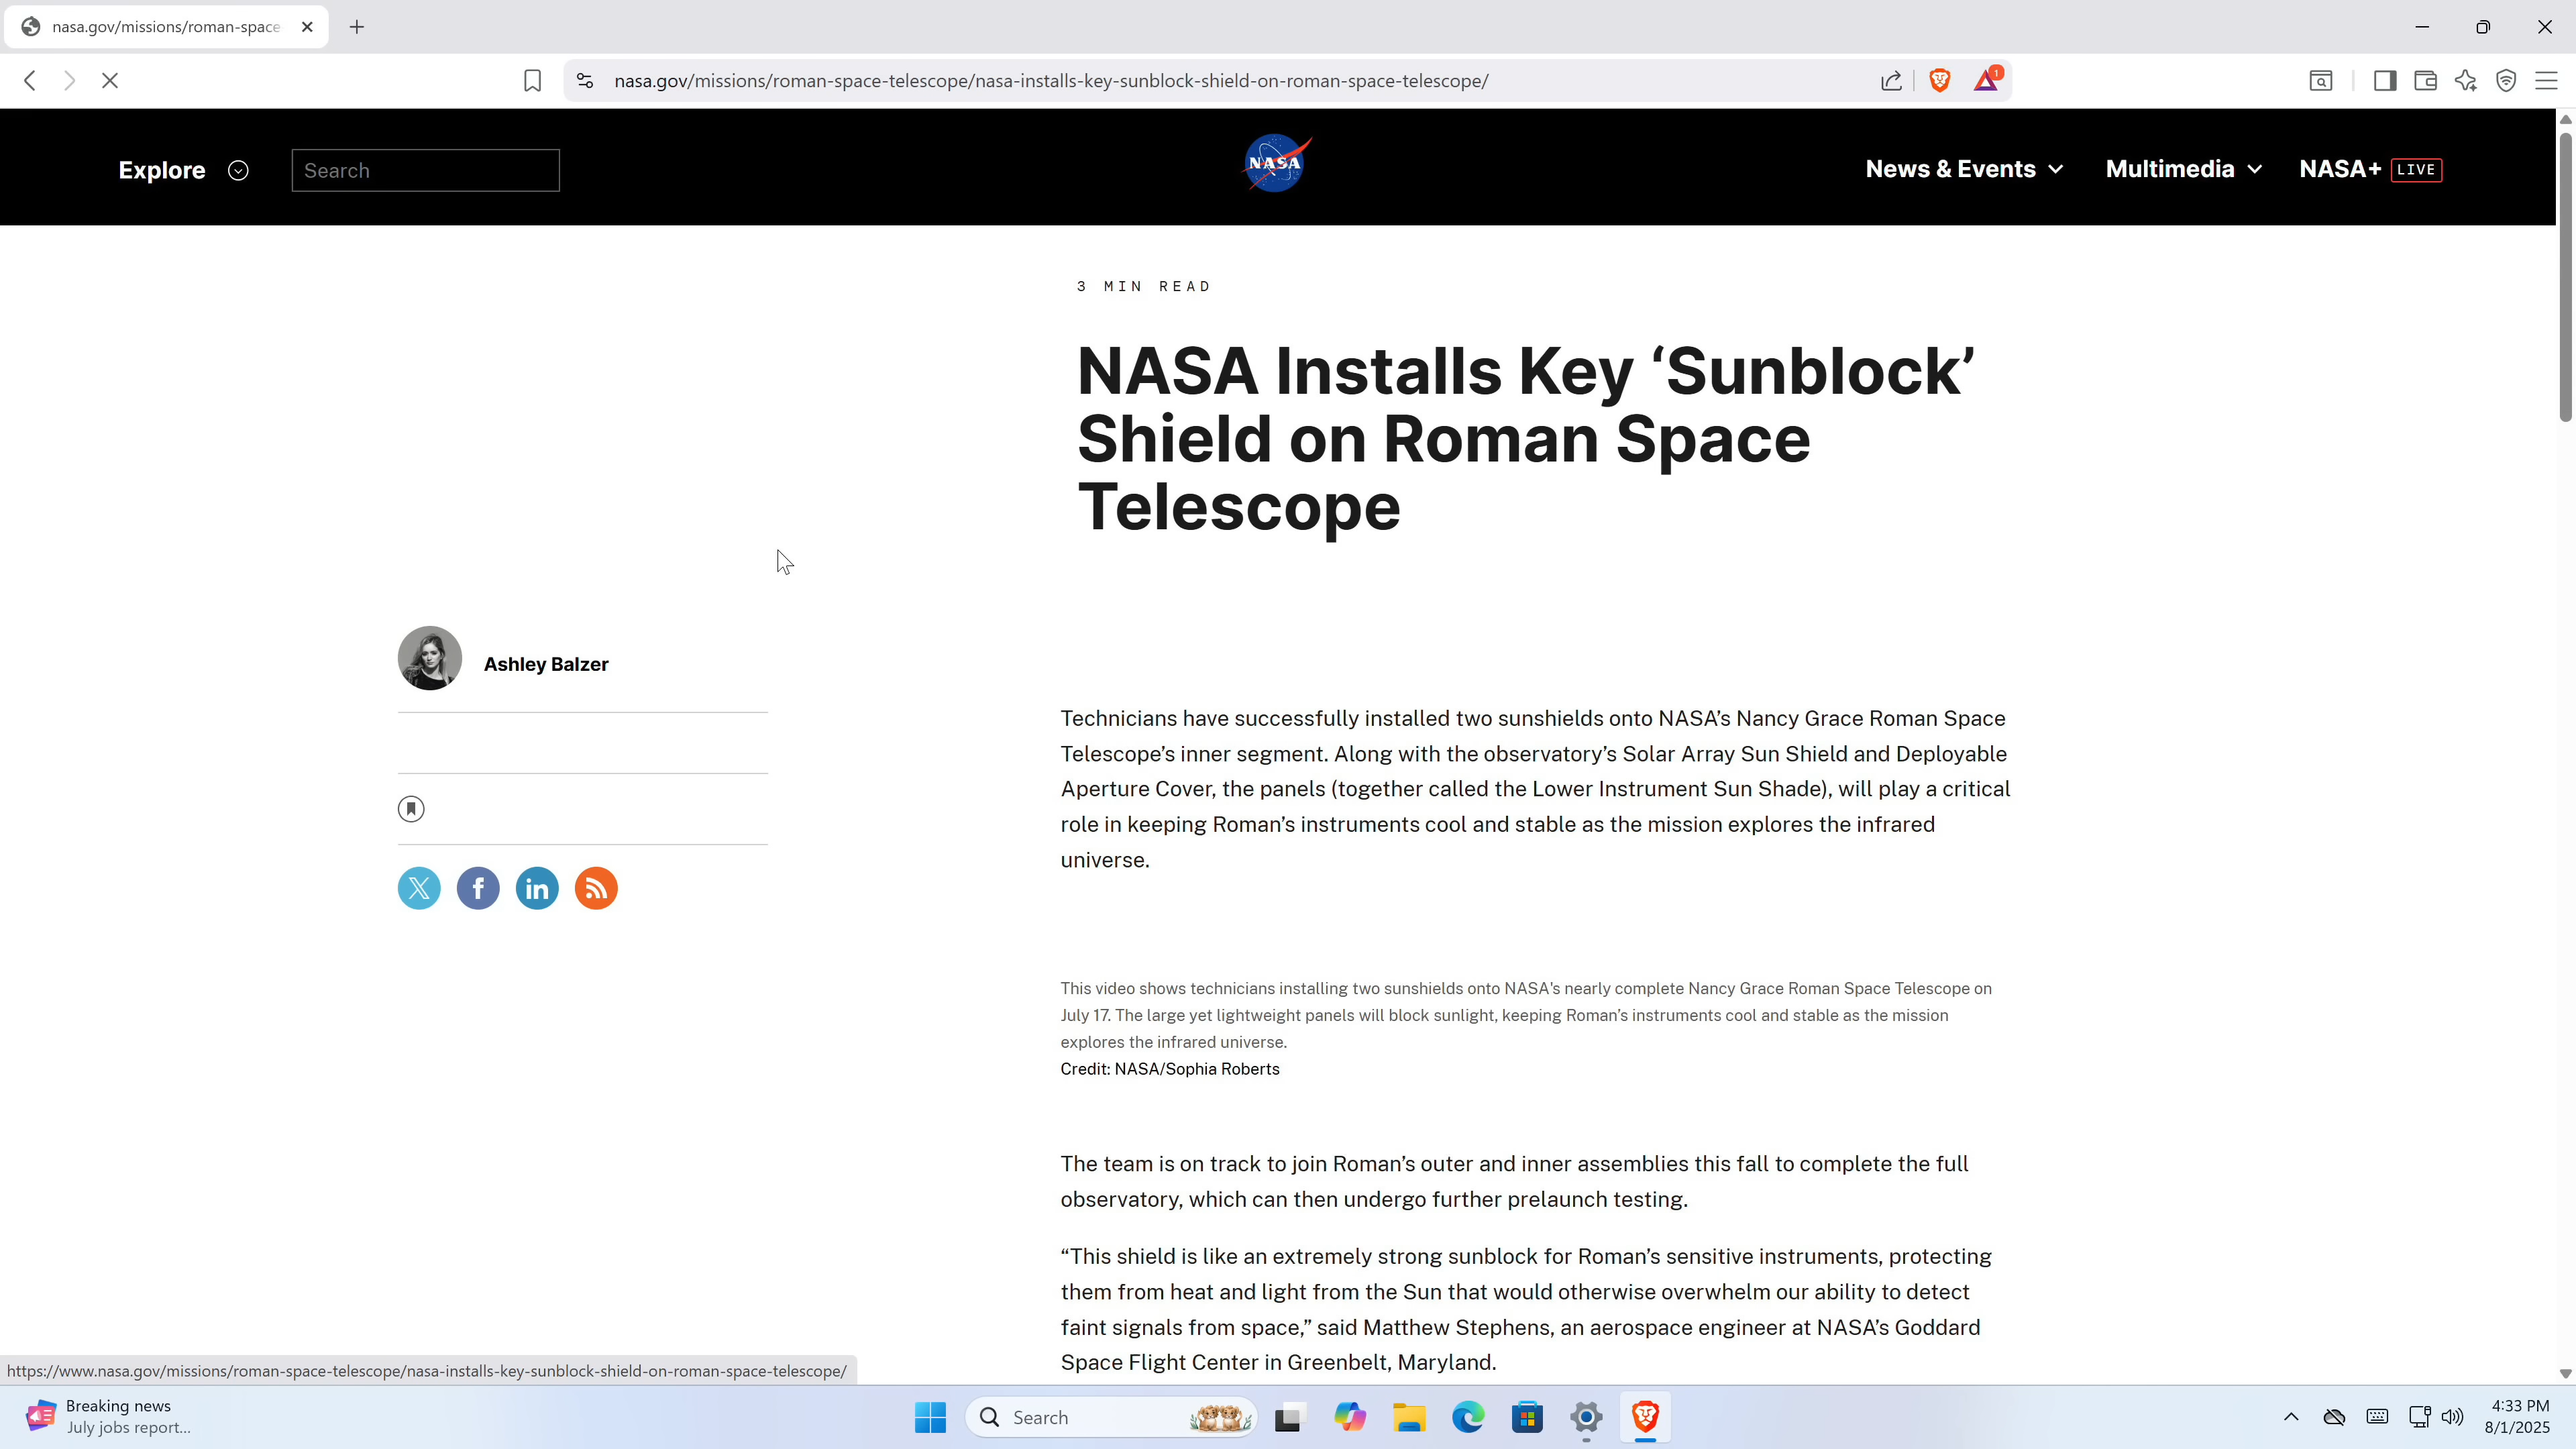 nasa.gov/missions/roman-space
nasa.gov/missions/roman-space-telescope/nasa-installs-key-sunblock-shield-on-roman-space-telescope/
1
Explore
Search
NASA
News & Events
Multimedia
NASA+ LIVE
3 MIN READ
NASA Installs Key ‘Sunblock’
Shield on Roman Space
Telescope
Ashley Balzer
X
f
in
Technicians have successfully installed two sunshields onto NASA’s Nancy Grace Roman Space
Telescope’s inner segment. Along with the observatory’s Solar Array Sun Shield and Deployable
Aperture Cover, the panels (together called the Lower Instrument Sun Shade), will play a critical
role in keeping Roman’s instruments cool and stable as the mission explores the infrared
universe.
This video shows technicians installing two sunshields onto NASA's nearly complete Nancy Grace Roman Space Telescope on
July 17. The large yet lightweight panels will block sunlight, keeping Roman’s instruments cool and stable as the mission
explores the infrared universe.
Credit: NASA/Sophia Roberts
The team is on track to join Roman’s outer and inner assemblies this fall to complete the full
observatory, which can then undergo further prelaunch testing.
“This shield is like an extremely strong sunblock for Roman’s sensitive instruments, protecting
them from heat and light from the Sun that would otherwise overwhelm our ability to detect
faint signals from space,” said Matthew Stephens, an aerospace engineer at NASA’s Goddard
Space Flight Center in Greenbelt, Maryland.
https://www.nasa.gov/missions/roman-space-telescope/nasa-installs-key-sunblock-shield-on-roman-space-telescope/
Breaking news
July jobs report...
Search
4:33 PM
8/1/2025